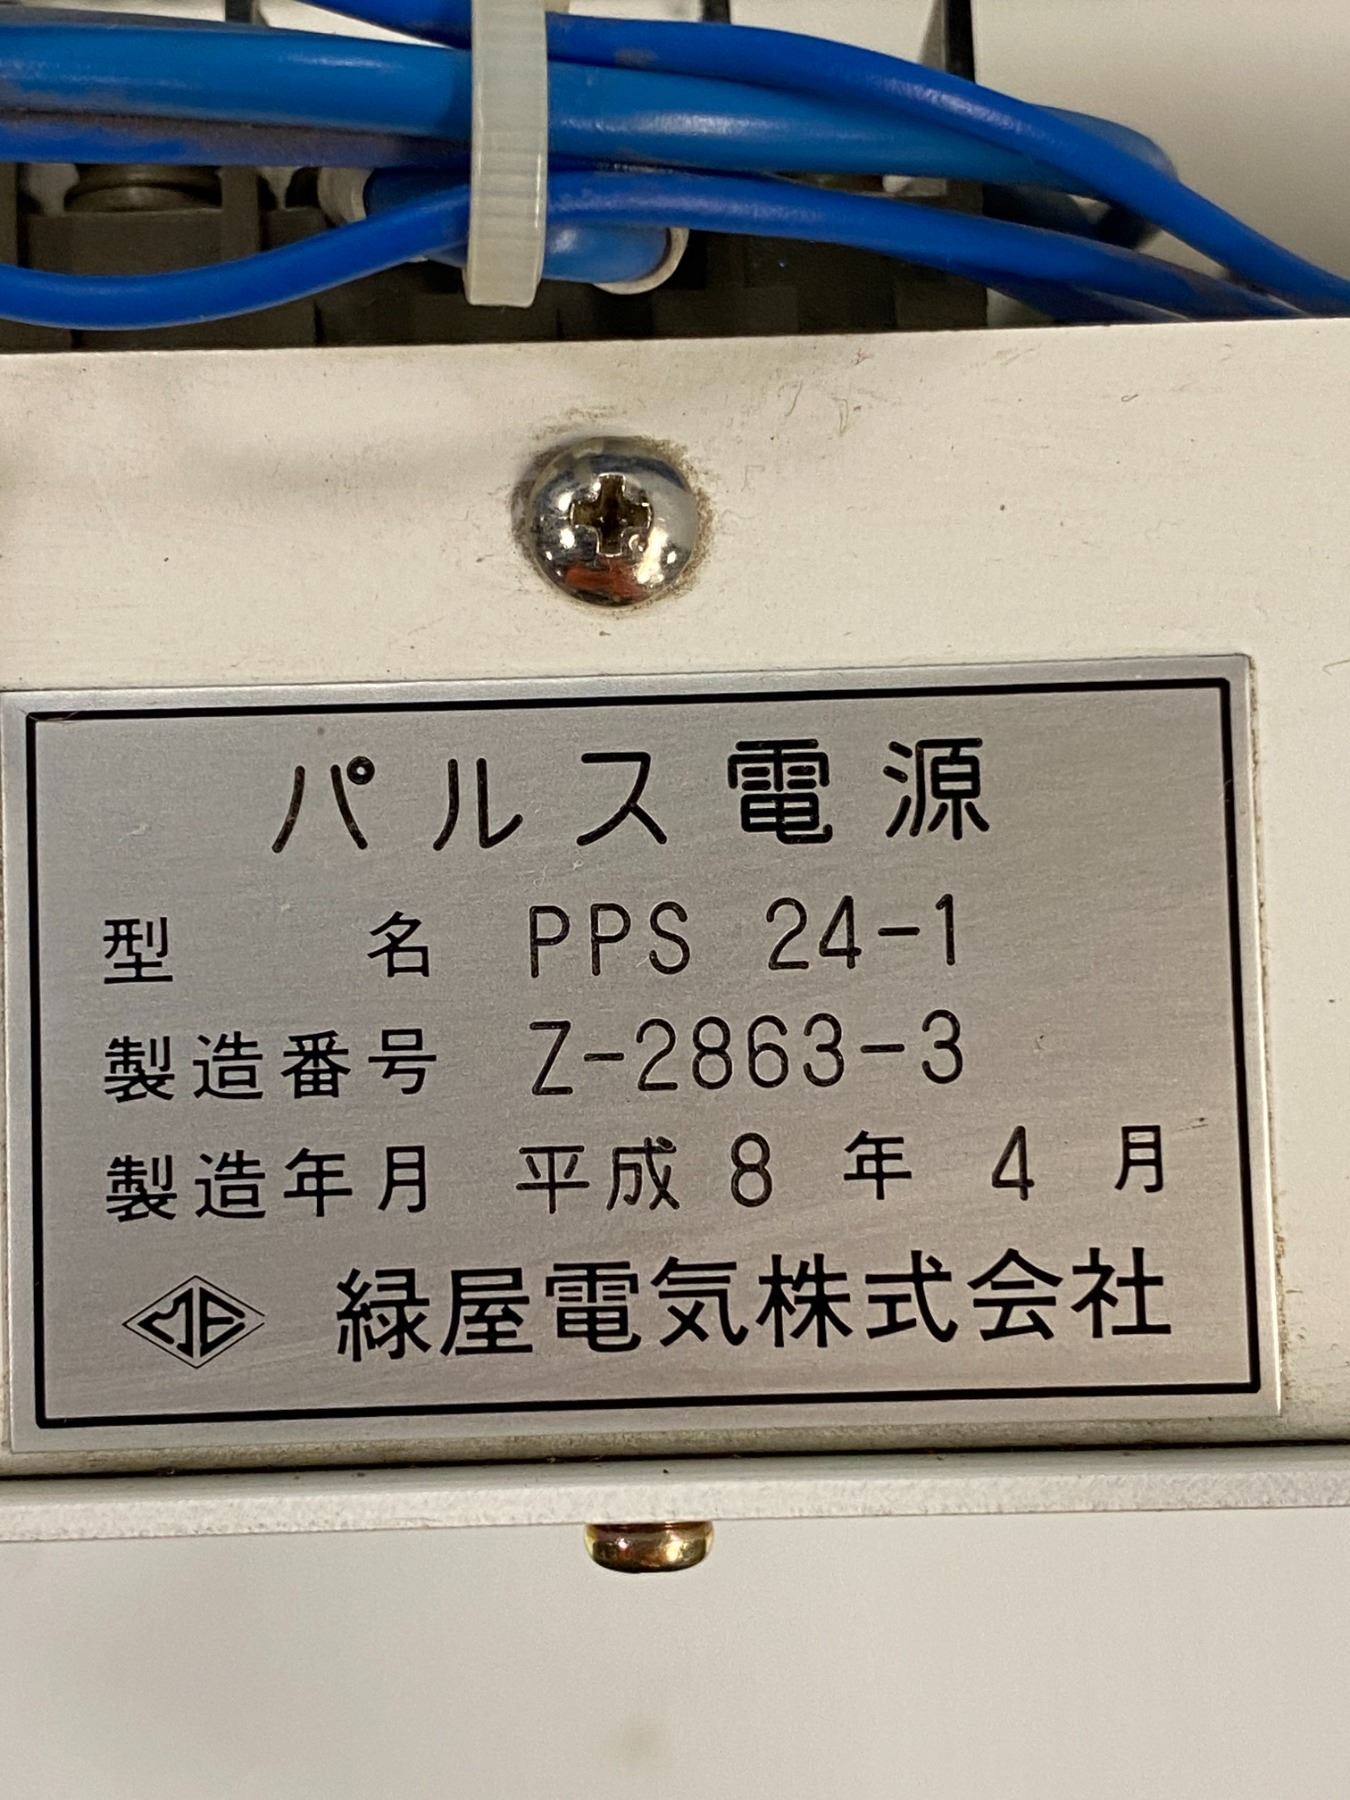 パルス電源
型名 PPS 24-1
製造番号 Z-2863-3
製造年月 平成 8 年 4 月
ME 緑屋電気株式会社